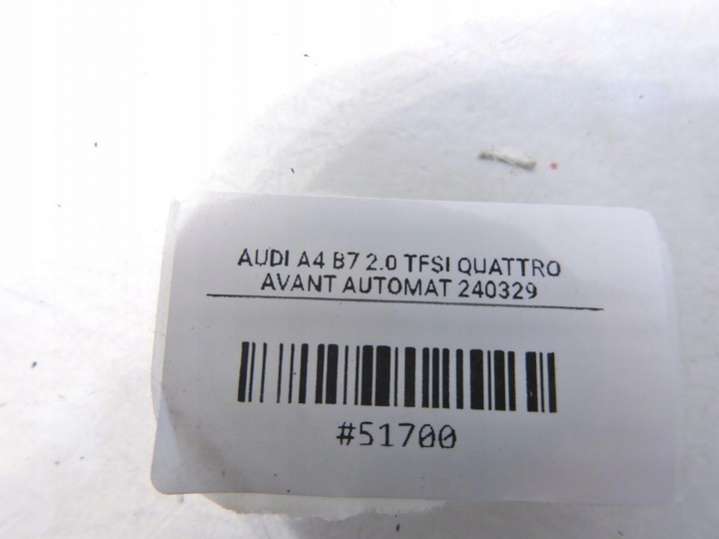 AUDI A4 B7 2.0 TFSI QUATTRO
AVANT AUTOMAT 240329
#51700